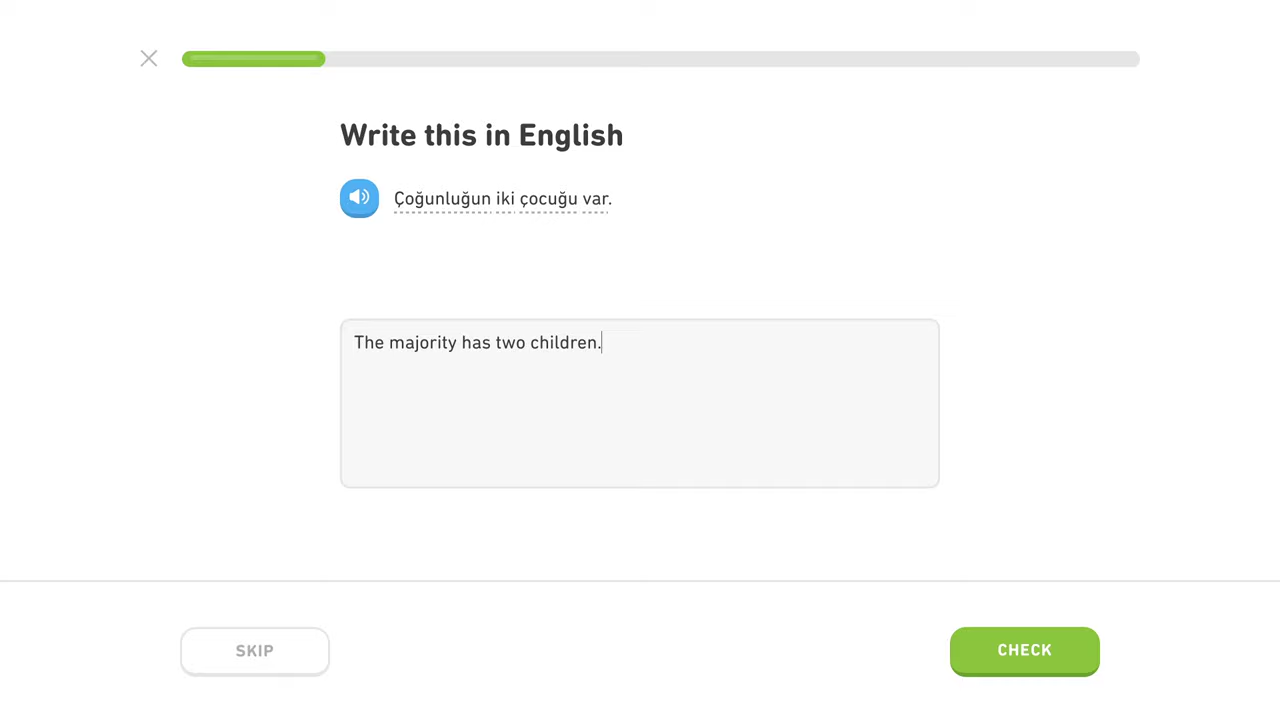 Write this in English
Çoğunluğun iki çocuğu var.
The majority has two children.
SKIP
CHECK